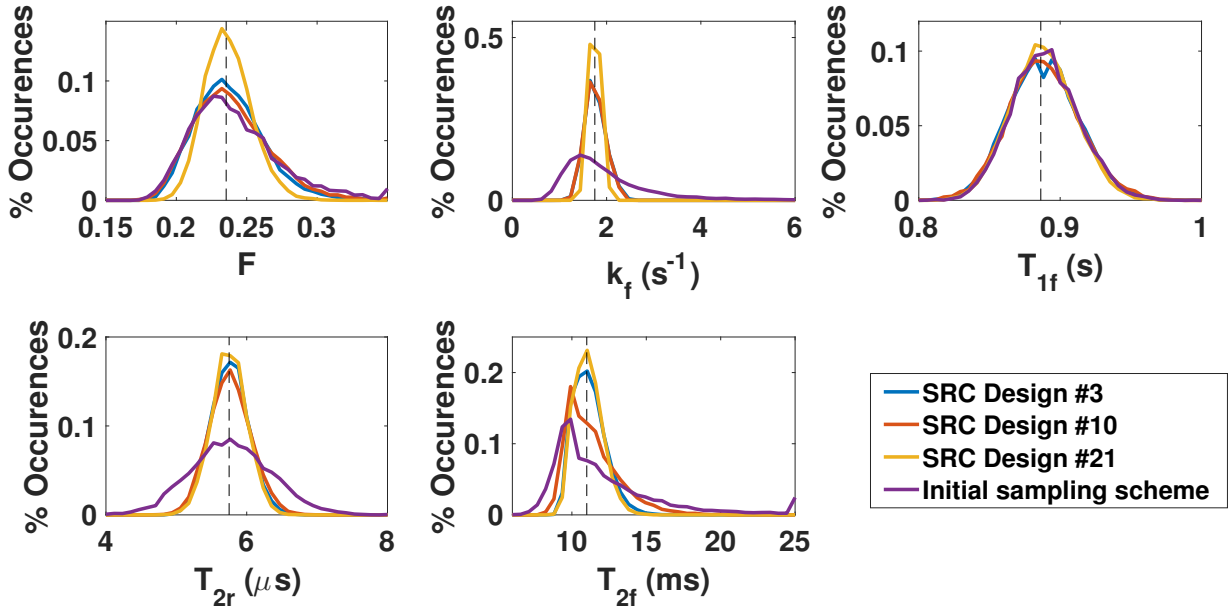 % Occurences
0.1
0.05
0
0.15
0.2
0.25
0.3
F
% Occurences
0.5
0
0
2
4
6
k_f (s^-1)
% Occurences
0.1
0.05
0
0.8
0.9
1
T_1f (s)
% Occurences
0.2
0.1
0
4
6
8
T_2r (μs)
% Occurences
0.2
0.1
0
10
15
20
25
T_2f (ms)
SRC Design #3
SRC Design #10
SRC Design #21
Initial sampling scheme